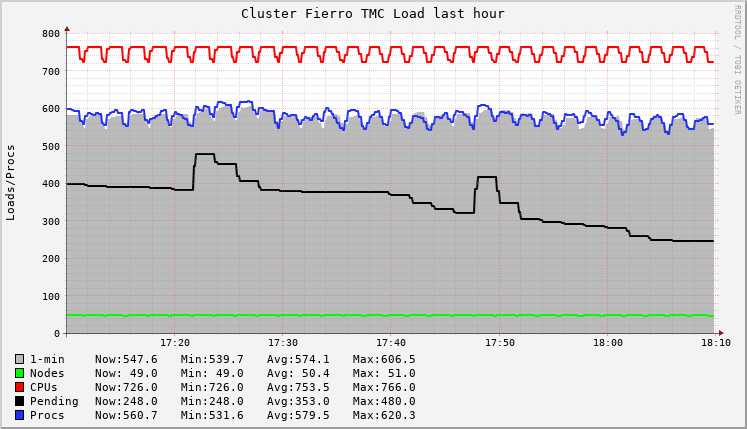 Cluster Fierro TMC Load last hour
RRDTOOL / TOBI OETIKER
Loads/Procs
800
700
600
500
400
300
200
100
0
17:20 17:30 17:40 17:50 18:00 18:10
1-min Now:547.6 Min:539.7 Avg:574.1 Max:606.5
Nodes Now: 49.0 Min: 49.0 Avg: 50.4 Max: 51.0
CPUs Now:726.0 Min:726.0 Avg:753.5 Max:766.0
Pending Now:248.0 Min:248.0 Avg:353.0 Max:480.0
Procs Now:560.7 Min:531.6 Avg:579.5 Max:620.3